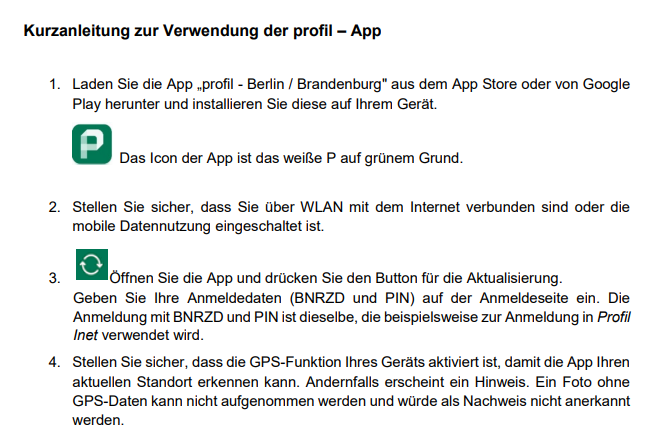 Kurzanleitung zur Verwendung der profil – App
1. Laden Sie die App „profil - Berlin / Brandenburg" aus dem App Store oder von Google
Play herunter und installieren Sie diese auf Ihrem Gerät.
P
Das Icon der App ist das weiße P auf grünem Grund.
2. Stellen Sie sicher, dass Sie über WLAN mit dem Internet verbunden sind oder die
mobile Datennutzung eingeschaltet ist.
3. Öffnen Sie die App und drücken Sie den Button für die Aktualisierung.
Geben Sie Ihre Anmeldedaten (BNRZD und PIN) auf der Anmeldeseite ein. Die
Anmeldung mit BNRZD und PIN ist dieselbe, die beispielsweise zur Anmeldung in Profil
Inet verwendet wird.
4. Stellen Sie sicher, dass die GPS-Funktion Ihres Geräts aktiviert ist, damit die App Ihren
aktuellen Standort erkennen kann. Andernfalls erscheint ein Hinweis. Ein Foto ohne
GPS-Daten kann nicht aufgenommen werden und würde als Nachweis nicht anerkannt
werden.